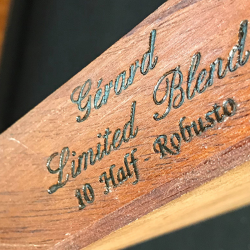 Gérard
Limited Blend
10 Half - Robusto